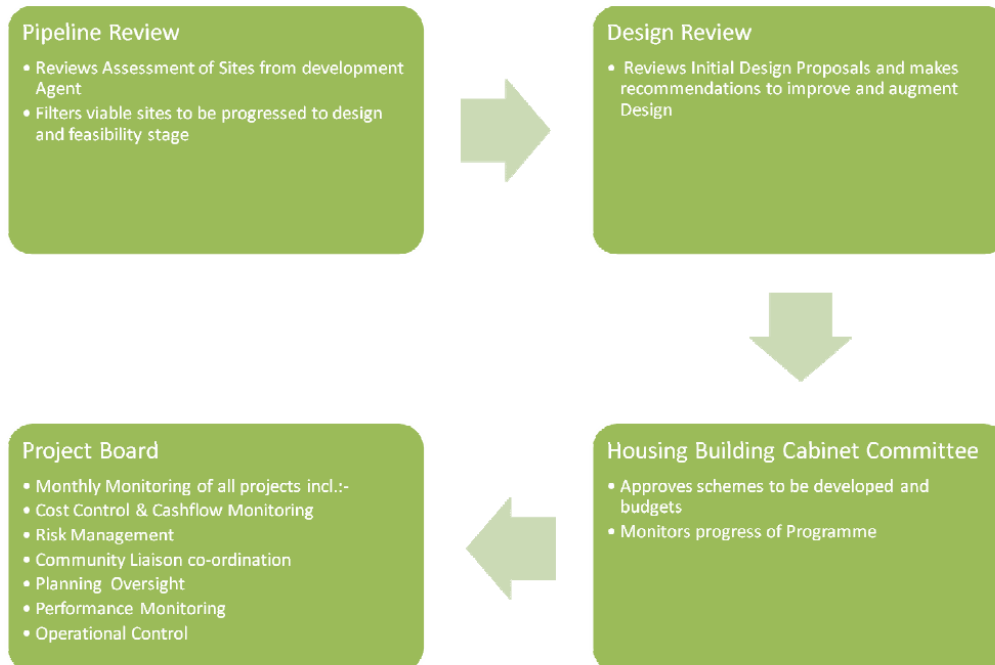 Pipeline Review
• Reviews Assessment of Sites from development
Agent
• Filters viable sites to be progressed to design
and feasibility stage
Design Review
• Reviews Initial Design Proposals and makes
recommendations to improve and augment
Design
Housing Building Cabinet Committee
• Approves schemes to be developed and
budgets
• Monitors progress of Programme
Project Board
• Monthly Monitoring of all projects incl.:-
• Cost Control & Cashflow Monitoring
• Risk Management
• Community Liaison co-ordination
• Planning Oversight
• Performance Monitoring
• Operational Control